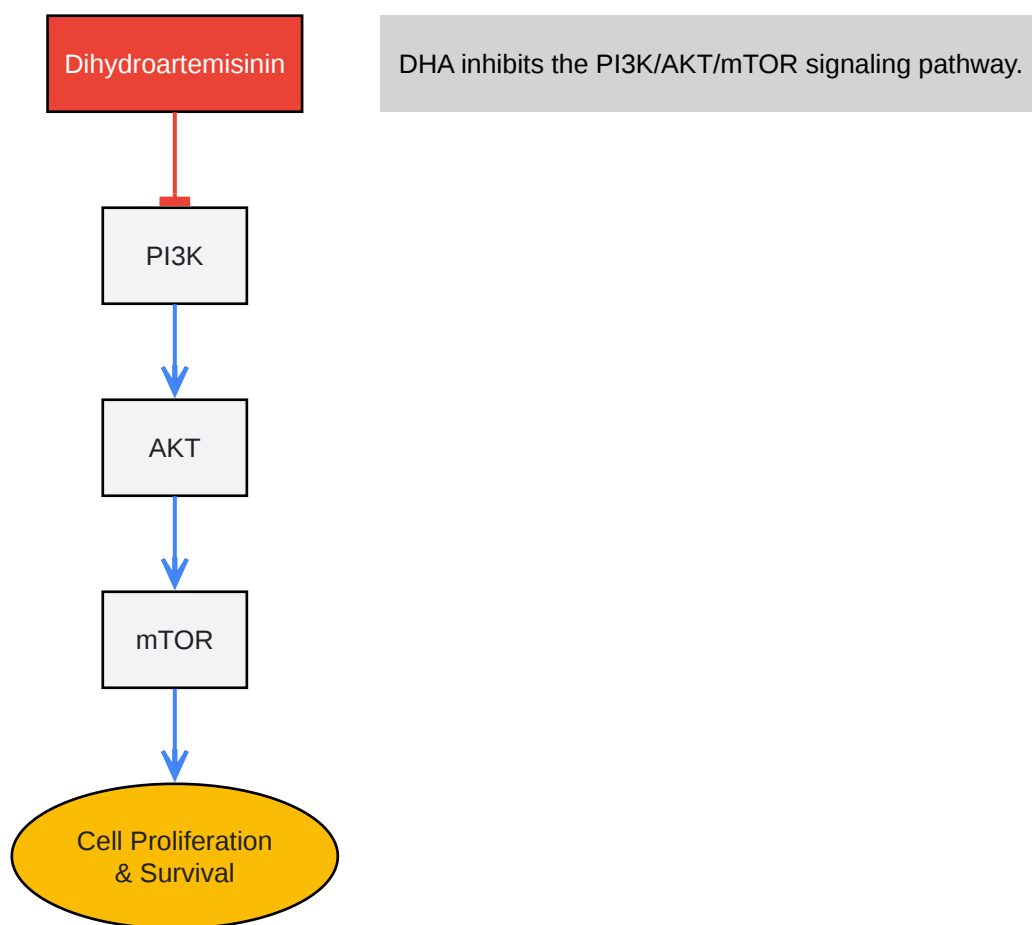 Dihydroartemisinin
DHA inhibits the PI3K/AKT/mTOR signaling pathway.
PI3K
AKT
mTOR
Cell Proliferation
& Survival